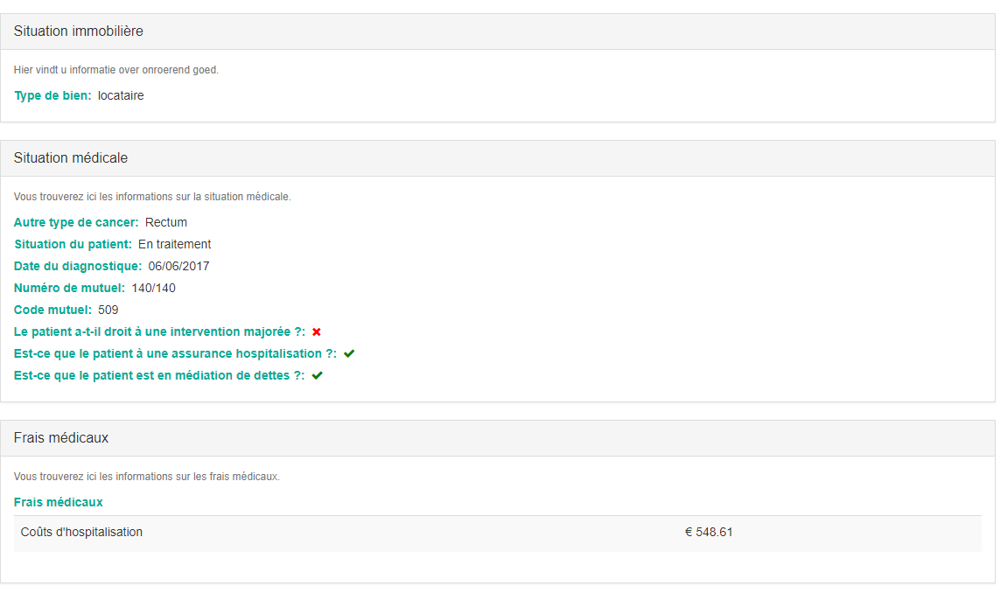 Situation immobilière
Hier vindt u informatie over onroerend goed.
Type de bien: locataire
Situation médicale
Vous trouverez ici les informations sur la situation médicale.
Autre type de cancer: Rectum
Situation du patient: En traitement
Date du diagnostique: 06/06/2017
Numéro de mutuel: 140/140
Code mutuel: 509
Le patient a-t-il droit à une intervention majorée ?:
Est-ce que le patient à une assurance hospitalisation ?:
Est-ce que le patient est en médiation de dettes ?:
Frais médicaux
Vous trouverez ici les informations sur les frais médicaux.
Frais médicaux
Coûts d'hospitalisation € 548.61